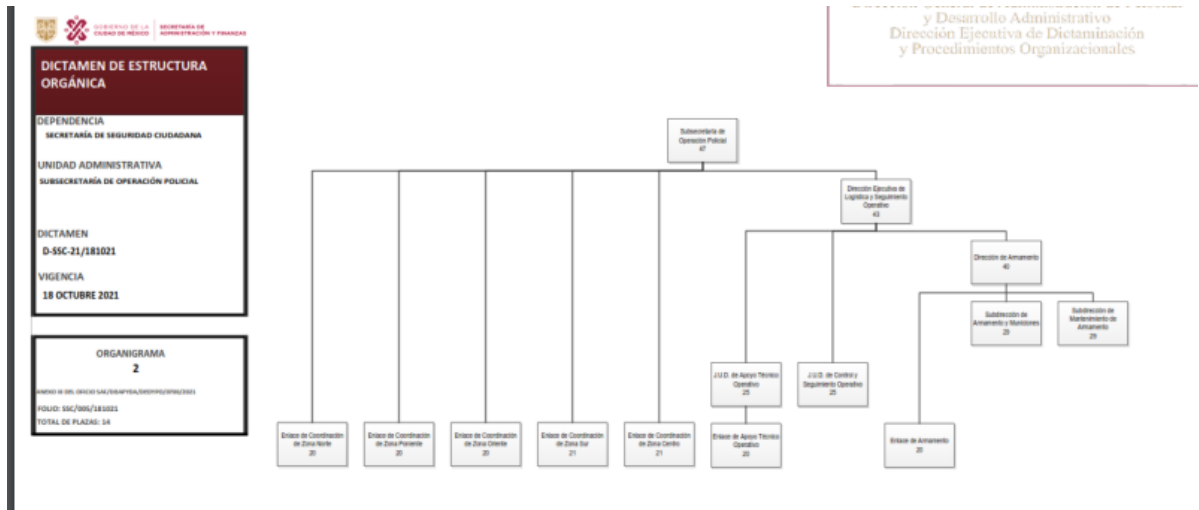 GOBIERNO DE LA
CIUDAD DE MÉXICO
SECRETARÍA DE
ADMINISTRACIÓN Y FINANZAS
y Desarrollo Administrativo
Dirección Ejecutiva de Dictaminación
y Procedimientos Organizacionales
DICTAMEN DE ESTRUCTURA
ORGÁNICA
DEPENDENCIA
SECRETARÍA DE SEGURIDAD CIUDADANA
UNIDAD ADMINISTRATIVA
SUBSECRETARÍA DE OPERACIÓN POLICIAL
DICTAMEN
D-SSC-21/181021
VIGENCIA
18 OCTUBRE 2021
ORGANIGRAMA
2
FOLIO: SSC/005/181021
TOTAL DE PLAZAS: 14
Subsecretaría de
Operación Policial
47
Dirección Ejecutiva de
Logística y Seguimiento
Operativo
43
Dirección de Armamento
40
Subdirección de
Armamento y Municiones
29
Subdirección de
Mantenimiento de
Armamento
29
J.U.D. de Apoyo Técnico
Operativo
25
J.U.D. de Control y
Seguimiento Operativo
25
Enlace de Coordinación
de Zona Norte
20
Enlace de Coordinación
de Zona Poniente
20
Enlace de Coordinación
de Zona Oriente
20
Enlace de Coordinación
de Zona Sur
21
Enlace de Coordinación
de Zona Centro
21
Enlace de Apoyo Técnico
Operativo
20
Enlace de Armamento
20